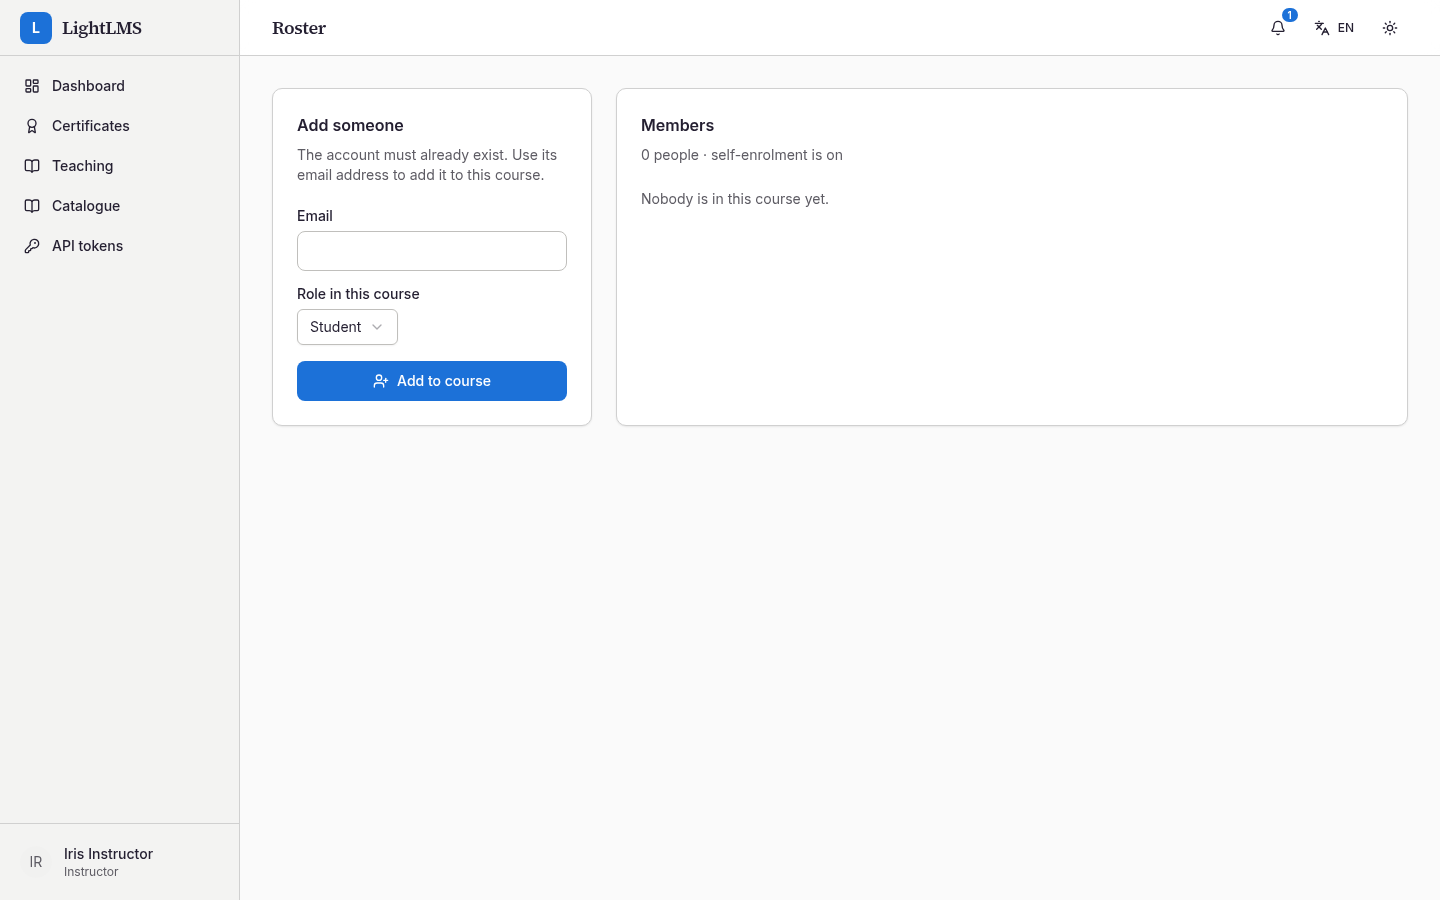 L LightLMS
Roster
1
EN
Dashboard
Certificates
Teaching
Catalogue
API tokens
Add someone
The account must already exist. Use its
email address to add it to this course.
Email
Role in this course
Student
Add to course
Members
0 people · self-enrolment is on
Nobody is in this course yet.
IR
Iris Instructor
Instructor